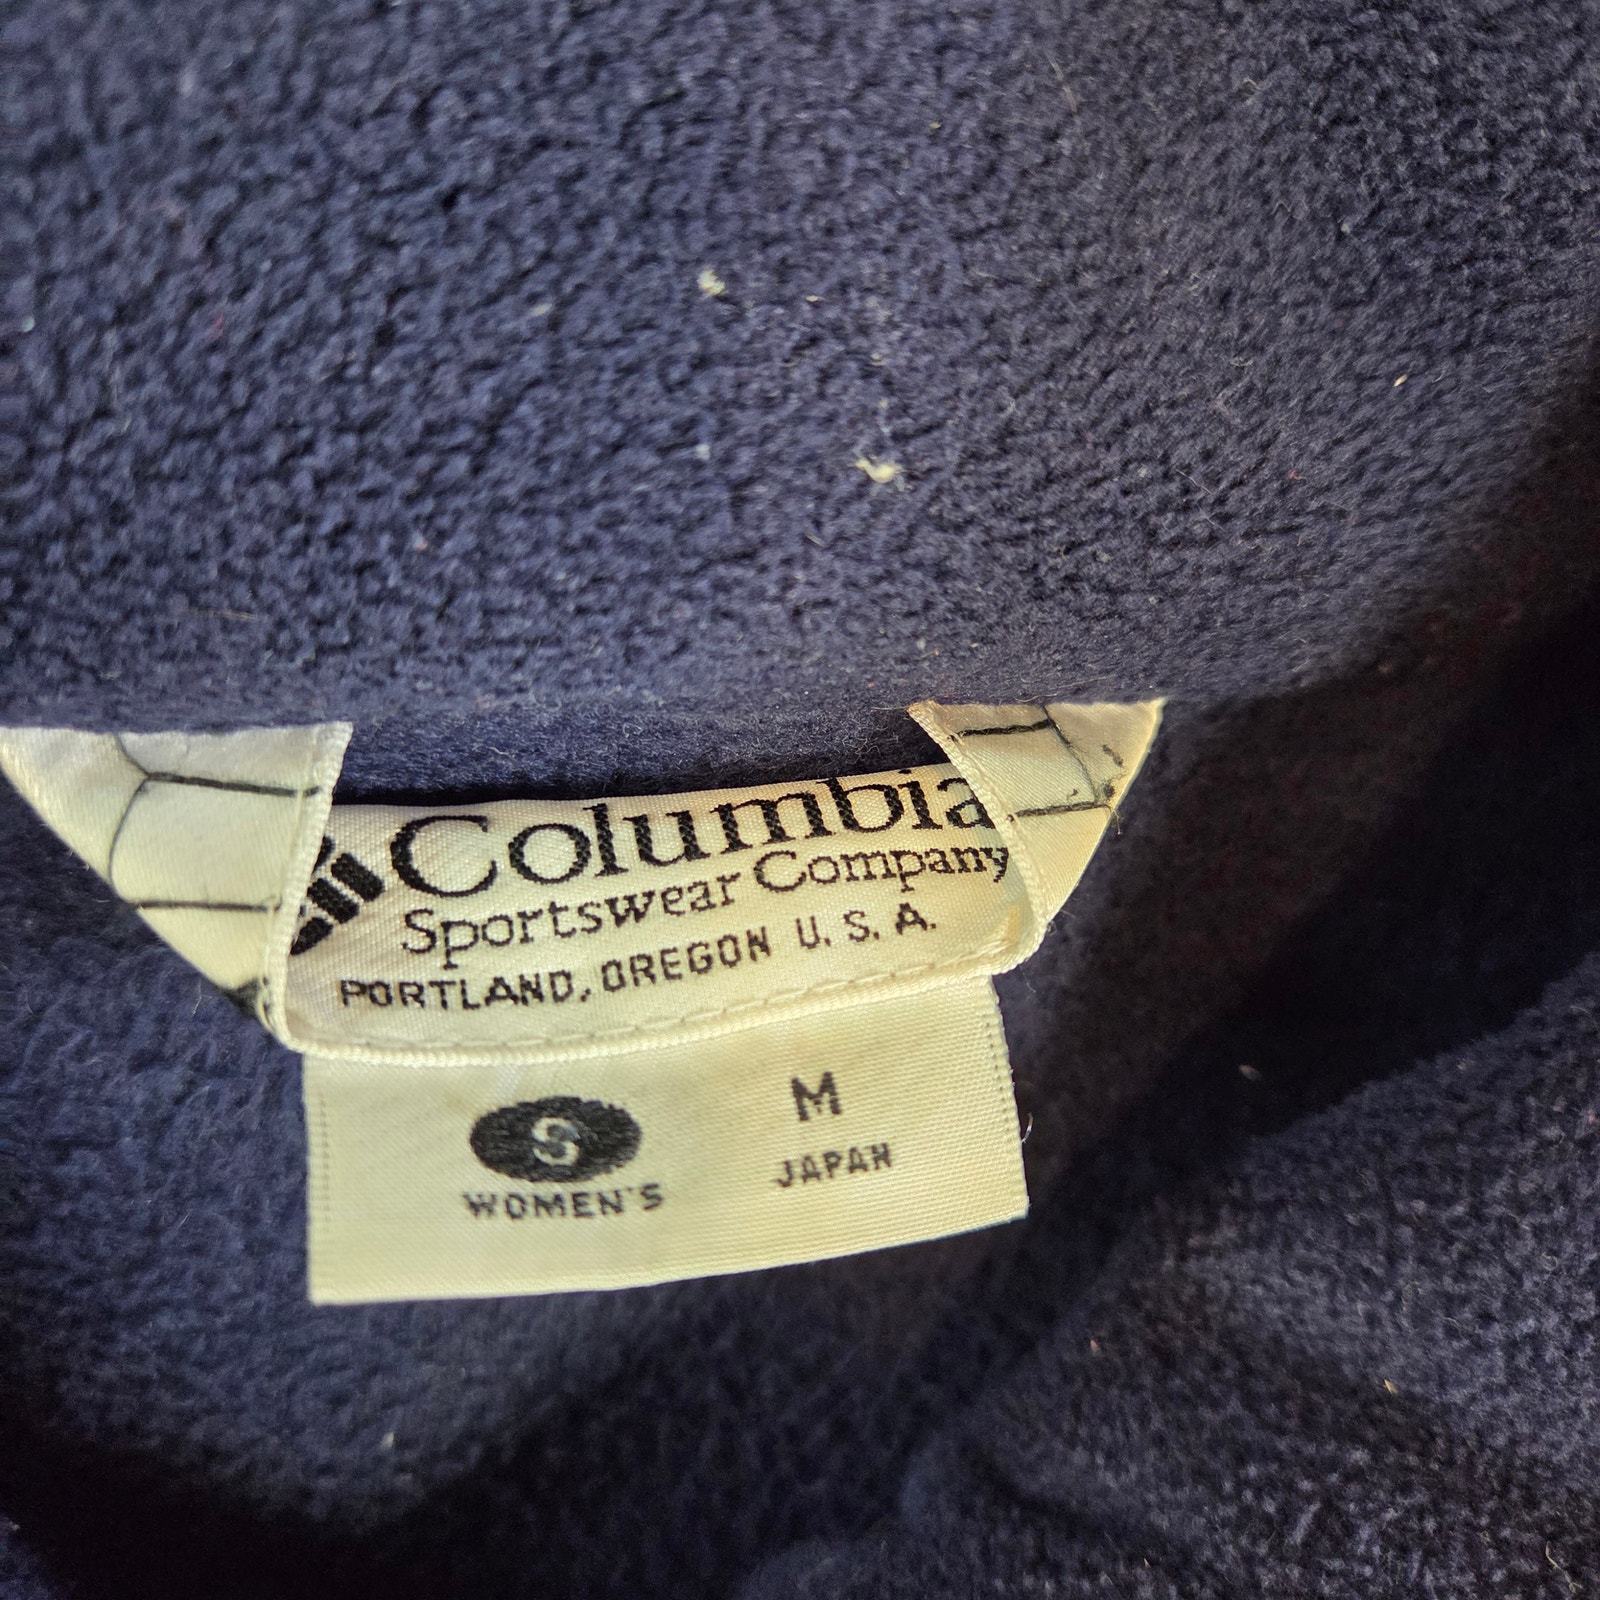 Columbia
Sportswear Company
PORTLAND, OREGON U.S.A.
S
WOMEN'S
M
JAPAN